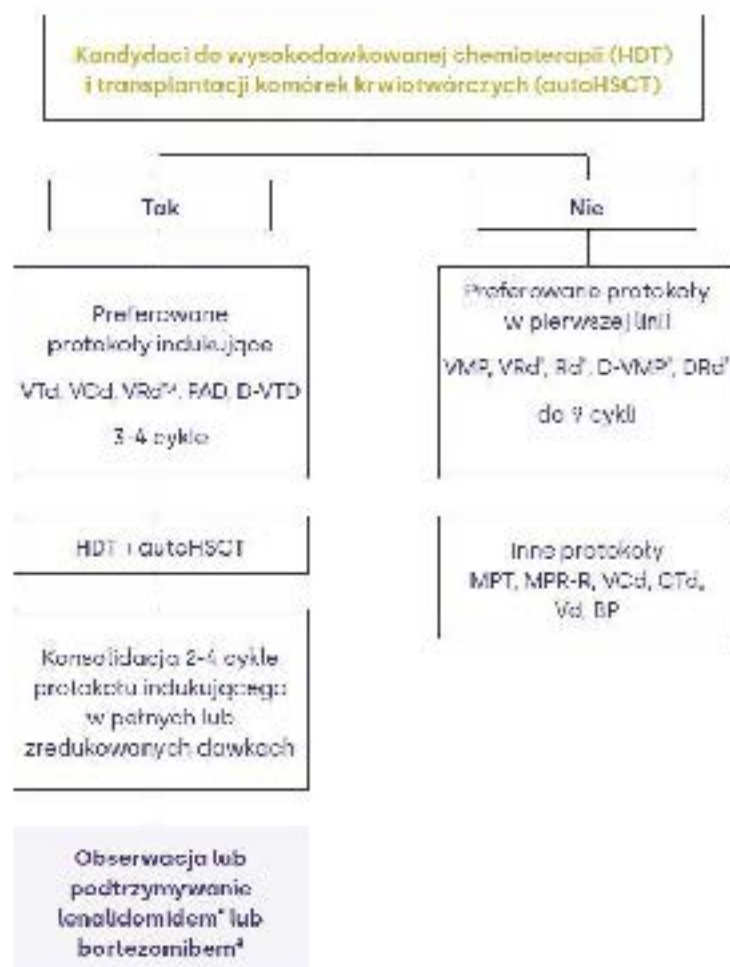 Kandydaci do wysokodawkowanej chemioterapii (HDT)
i transplantacji komórek krwiotwórczych (autoHSCT)
Tak
Nie
Preferowane
protokoły indukujące
VTd, VCd, VRd, PAD, D-VTD
3-4 cykle
Preferowane protokoły
w pierwszej linii
VMP, VRd, Rd, D-VMP, DRd
do 9 cykli
HDT + autoHSCT
Inne protokoły
MPT, MPR-R, VCd, CTd,
Vd, BP
Konsolidacja 2-4 cykle
protokołu indukującego
w pełnych lub
zredukowanych dawkach
Obserwacja lub
podtrzymywanie
lenalidomidem lub
bortezomibem